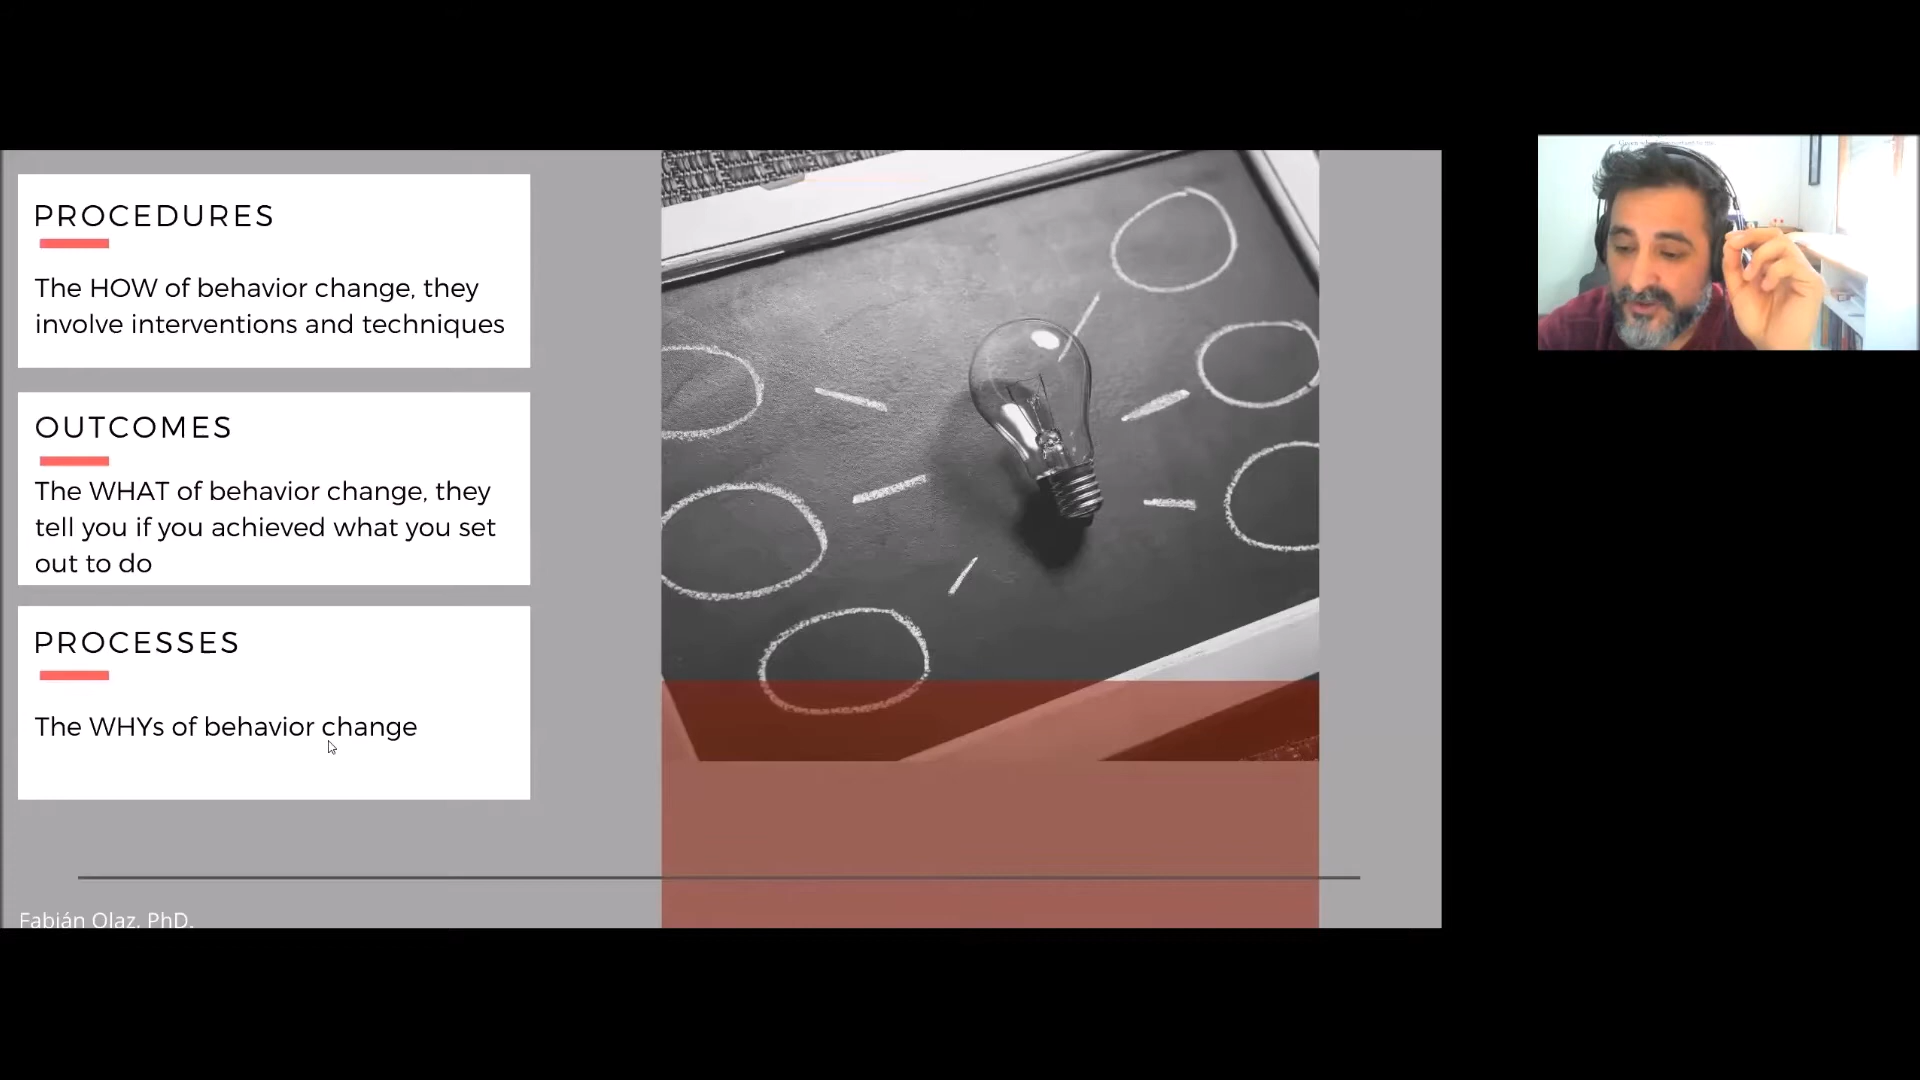 PROCEDURES
The HOW of behavior change, they
involve interventions and techniques
OUTCOMES
The WHAT of behavior change, they
tell you if you achieved what you set
out to do
PROCESSES
The WHYs of behavior change
Fabián Olaz, PhD.